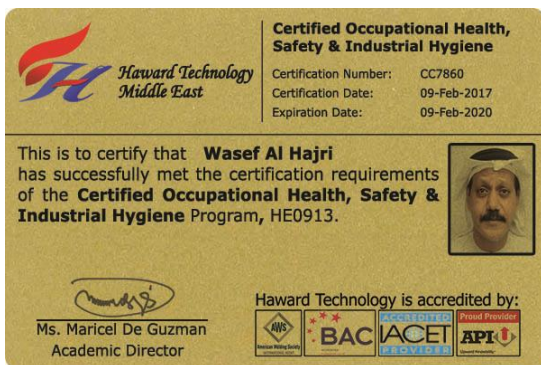 Haward Technology
Middle East
Certified Occupational Health,
Safety & Industrial Hygiene
Certification Number: CC7860
Certification Date: 09-Feb-2017
Expiration Date: 09-Feb-2020
This is to certify that Wasef Al Hajri
has successfully met the certification requirements
of the Certified Occupational Health, Safety &
Industrial Hygiene Program, HE0913.
Ms. Maricel De Guzman
Academic Director
Haward Technology is accredited by:
AWS
American Welding Society
BAC
ACCREDITED
IACET
PROVIDER
Proud Provider
API